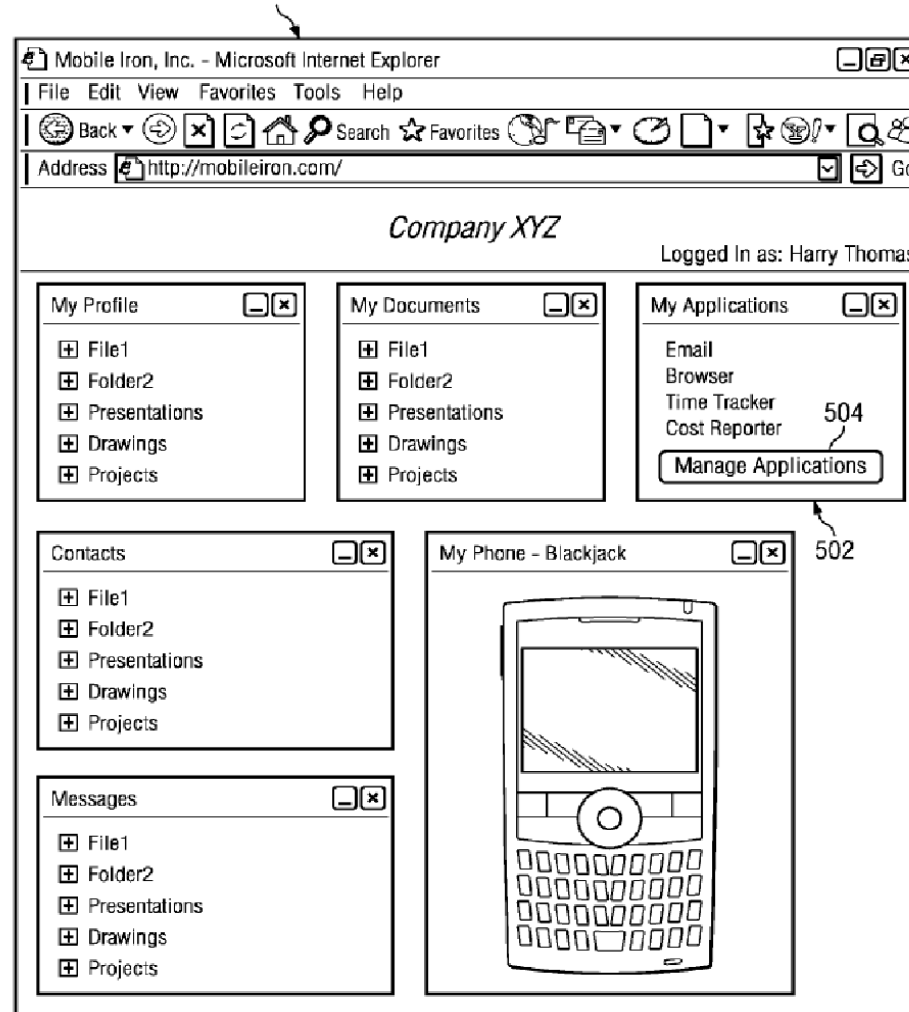 Mobile Iron, Inc. - Microsoft Internet Explorer
File Edit View Favorites Tools Help
Back Search Favorites
Address http://mobileiron.com/ Go
Company XYZ
Logged In as: Harry Thomas
My Profile
File1
Folder2
Presentations
Drawings
Projects
My Documents
File1
Folder2
Presentations
Drawings
Projects
My Applications
Email
Browser
Time Tracker
Cost Reporter
504
Manage Applications
502
Contacts
File1
Folder2
Presentations
Drawings
Projects
My Phone - Blackjack
Messages
File1
Folder2
Presentations
Drawings
Projects